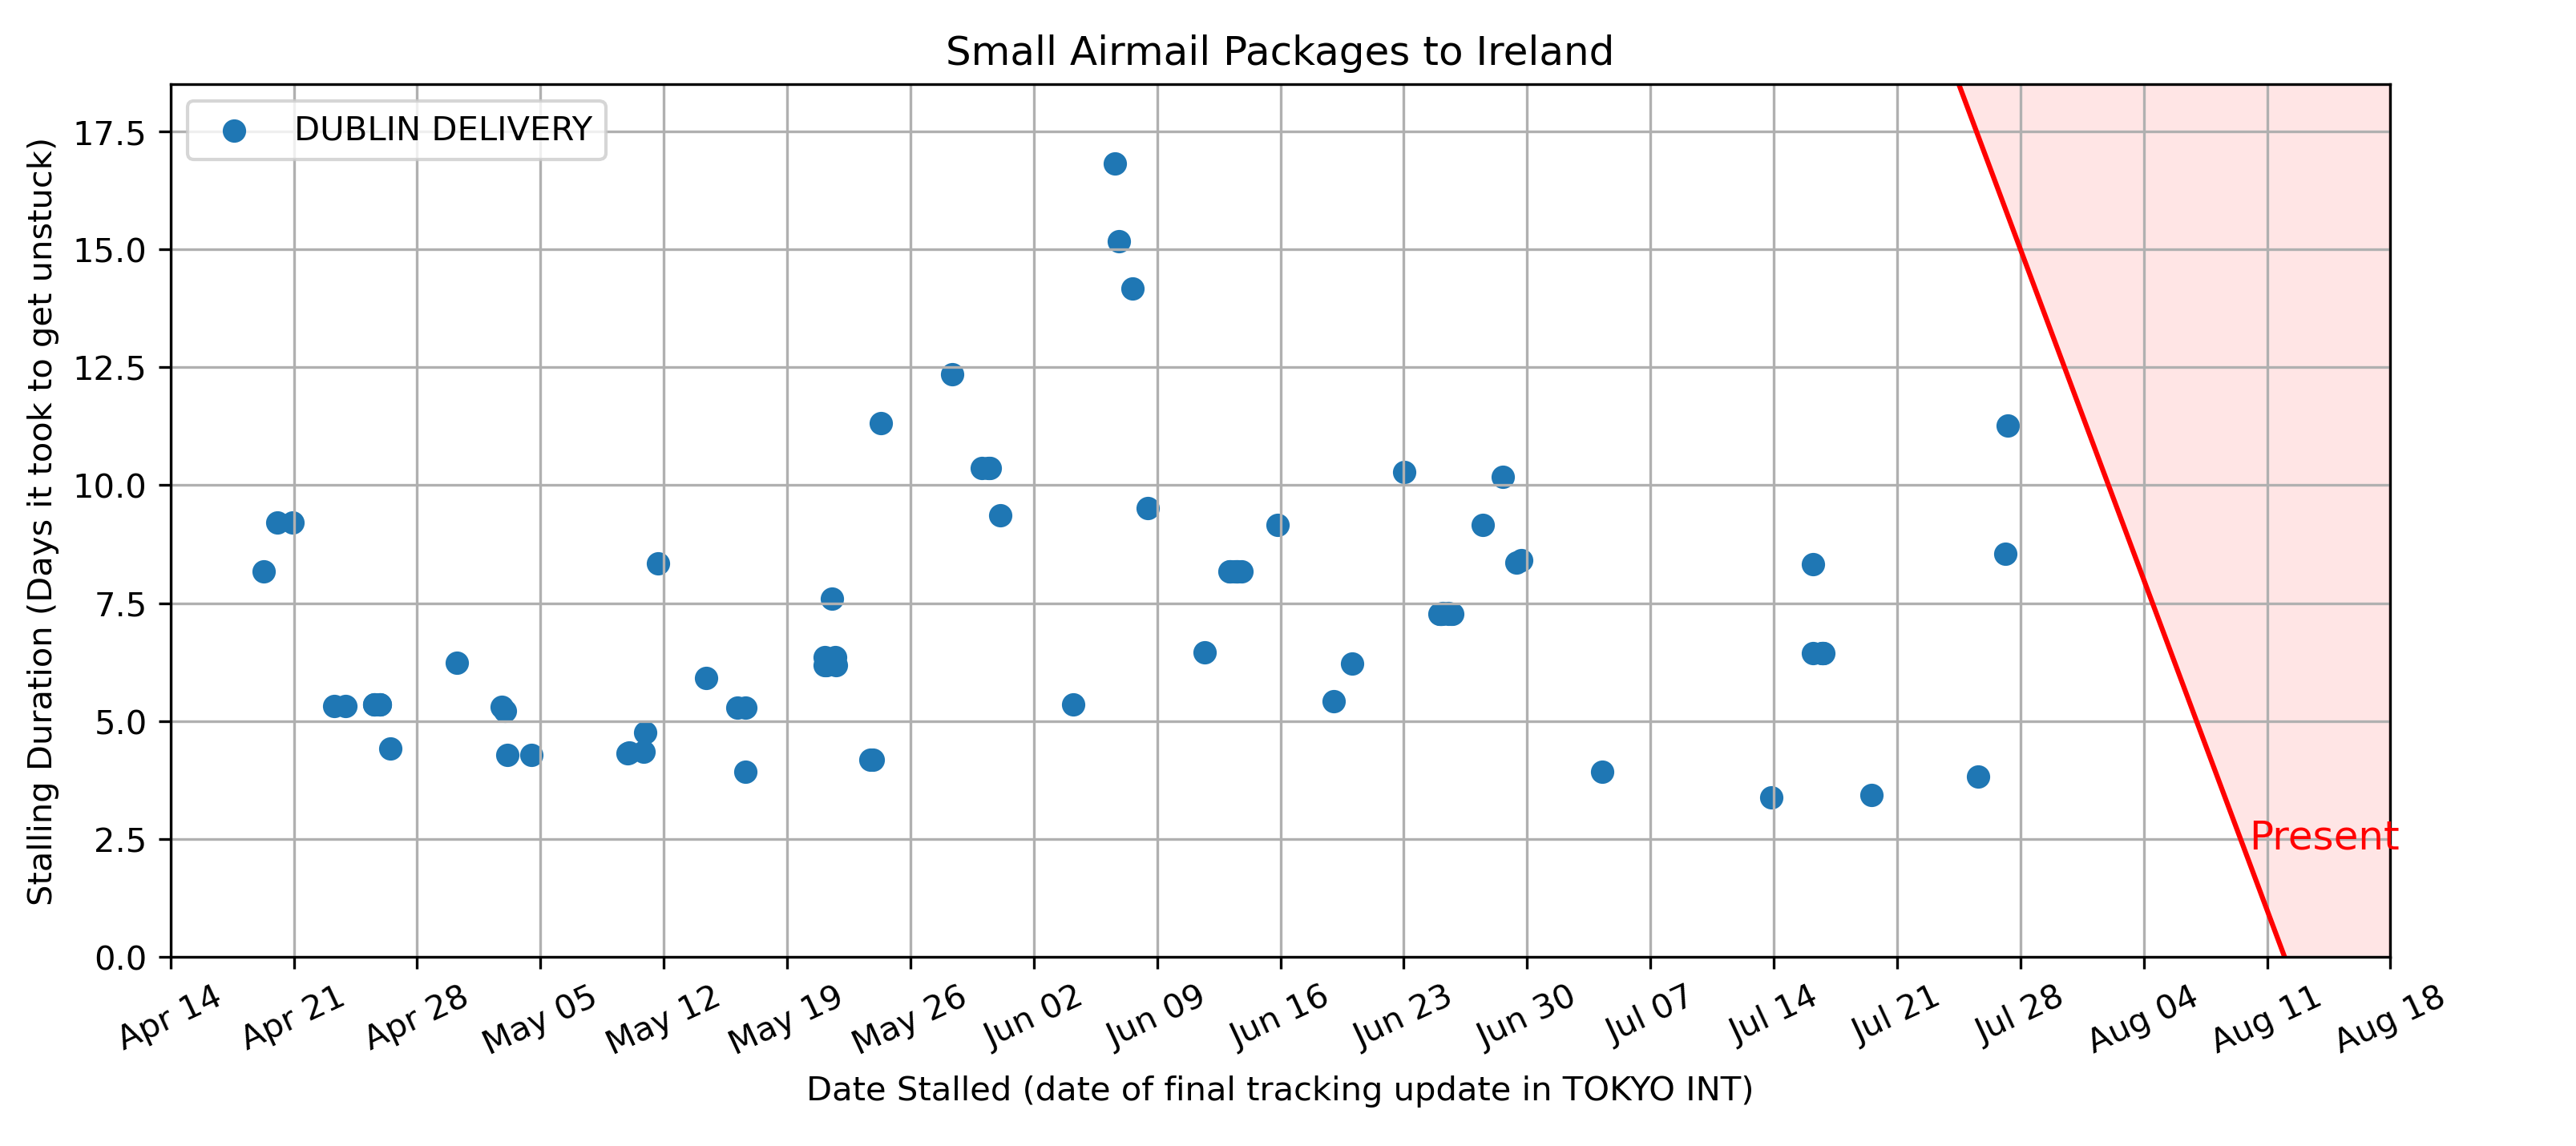 Small Airmail Packages to Ireland
DUBLIN DELIVERY
Stalling Duration (Days it took to get unstuck)
17.5
15.0
12.5
10.0
7.5
5.0
2.5
0.0
Present
Apr 14 Apr 21 Apr 28 May 05 May 12 May 19 May 26 Jun 02 Jun 09 Jun 16 Jun 23 Jun 30 Jul 07 Jul 14 Jul 21 Jul 28 Aug 04 Aug 11 Aug 18
Date Stalled (date of final tracking update in TOKYO INT)